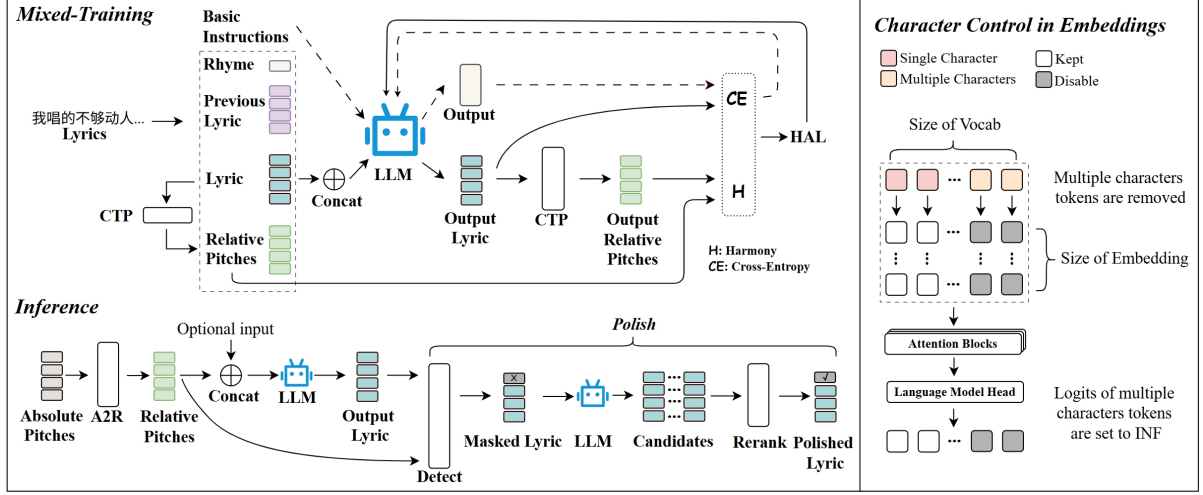 Mixed-Training
Basic
Instructions
Rhyme
Previous
Lyric
我唱的不够动人...
Lyrics
Lyric
CTP
Relative
Pitches
Concat
LLM
Output
Output
Lyric
CTP
Output
Relative
Pitches
CE
H
HAL
H: Harmony
CE: Cross-Entropy
Inference
Optional input
Absolute
Pitches
A2R
Relative
Pitches
Concat
LLM
Output
Lyric
Polish
Detect
X
Masked Lyric
LLM
Candidates
Rerank
√
Polished
Lyric
Character Control in Embeddings
Single Character
Kept
Multiple Characters
Disable
Size of Vocab
Multiple characters
tokens are removed
Size of Embedding
Attention Blocks
Language Model Head
Logits of multiple
characters tokens
are set to INF